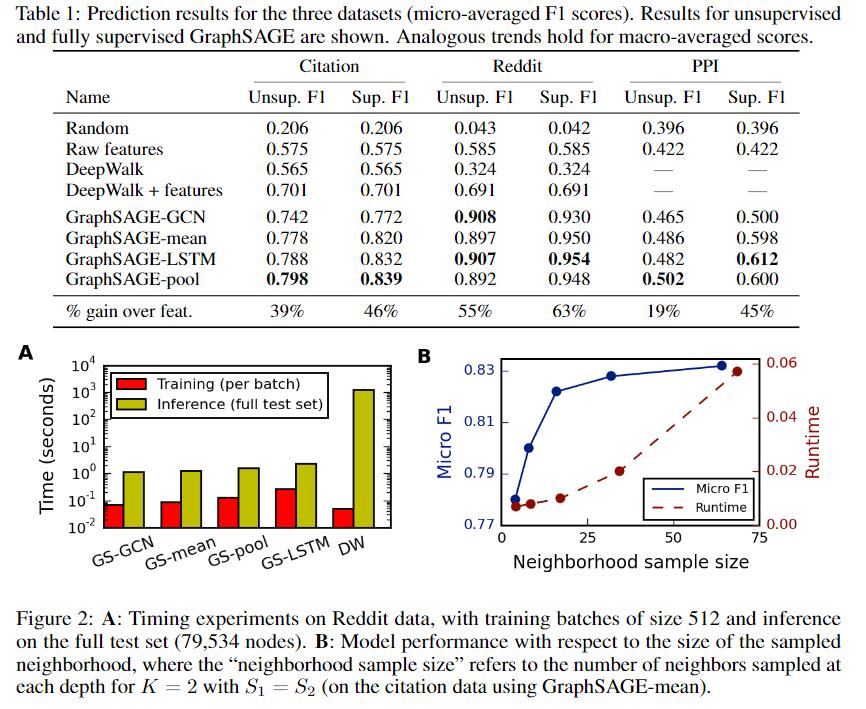 Table 1: Prediction results for the three datasets (micro-averaged F1 scores). Results for unsupervised
and fully supervised GraphSAGE are shown. Analogous trends hold for macro-averaged scores.
Citation Reddit PPI
Name Unsup. F1 Sup. F1 Unsup. F1 Sup. F1 Unsup. F1 Sup. F1
Random 0.206 0.206 0.043 0.042 0.396 0.396
Raw features 0.575 0.575 0.585 0.585 0.422 0.422
DeepWalk 0.565 0.565 0.324 0.324 — —
DeepWalk + features 0.701 0.701 0.691 0.691 — —
GraphSAGE-GCN 0.742 0.772 0.908 0.930 0.465 0.500
GraphSAGE-mean 0.778 0.820 0.897 0.950 0.486 0.598
GraphSAGE-LSTM 0.788 0.832 0.907 0.954 0.482 0.612
GraphSAGE-pool 0.798 0.839 0.892 0.948 0.502 0.600
% gain over feat. 39% 46% 55% 63% 19% 45%
A
Time (seconds)
10^4
10^3
10^2
10^1
10^0
10^-1
10^-2
Training (per batch)
Inference (full test set)
GS-GCN GS-mean GS-pool GS-LSTM DW
B
Micro F1
0.83
0.81
0.79
0.77
Micro F1
Runtime
0.06
0.04
0.02
0.00
Runtime
0 25 50 75
Neighborhood sample size
Figure 2: A: Timing experiments on Reddit data, with training batches of size 512 and inference
on the full test set (79,534 nodes). B: Model performance with respect to the size of the sampled
neighborhood, where the “neighborhood sample size” refers to the number of neighbors sampled at
each depth for K = 2 with S₁ = S₂ (on the citation data using GraphSAGE-mean).